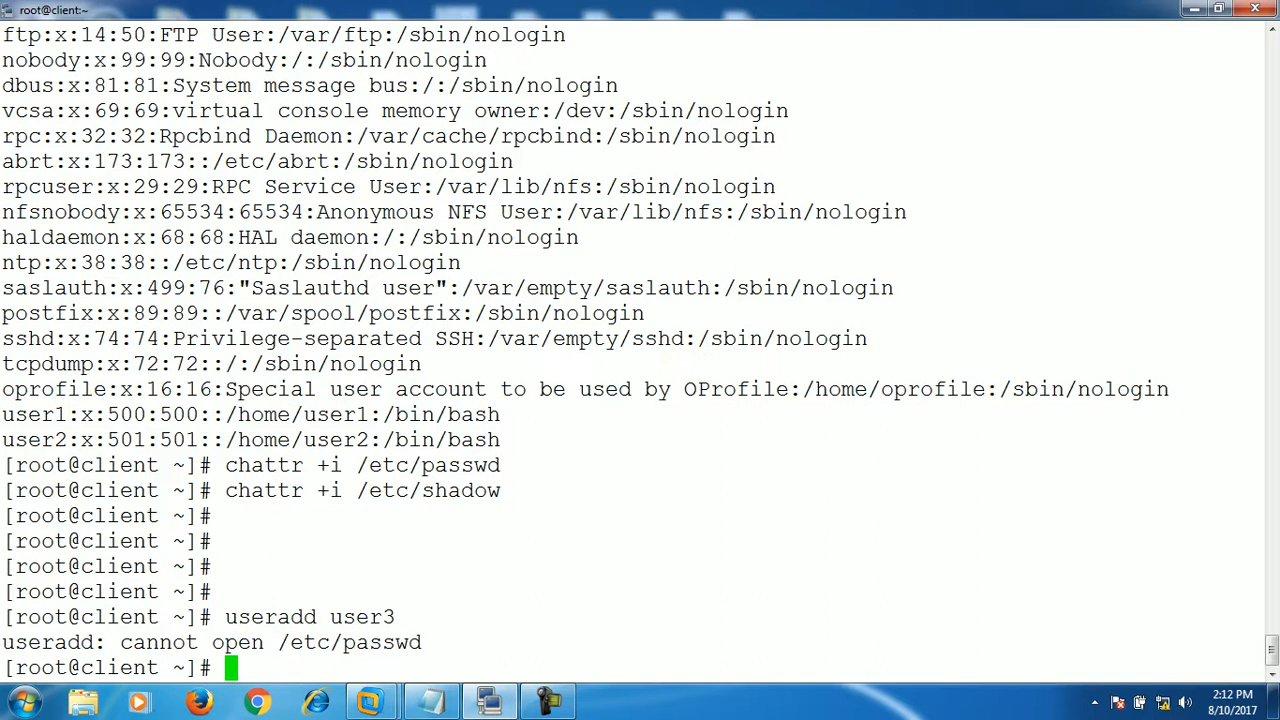 root@client:~
ftp:x:14:50:FTP User:/var/ftp:/sbin/nologin
nobody:x:99:99:Nobody:/:/sbin/nologin
dbus:x:81:81:System message bus:/:/sbin/nologin
vcsa:x:69:69:virtual console memory owner:/dev:/sbin/nologin
rpc:x:32:32:Rpcbind Daemon:/var/cache/rpcbind:/sbin/nologin
abrt:x:173:173::/etc/abrt:/sbin/nologin
rpcuser:x:29:29:RPC Service User:/var/lib/nfs:/sbin/nologin
nfsnobody:x:65534:65534:Anonymous NFS User:/var/lib/nfs:/sbin/nologin
haldaemon:x:68:68:HAL daemon:/:/sbin/nologin
ntp:x:38:38::/etc/ntp:/sbin/nologin
saslauth:x:499:76:"Saslauthd user":/var/empty/saslauth:/sbin/nologin
postfix:x:89:89::/var/spool/postfix:/sbin/nologin
sshd:x:74:74:Privilege-separated SSH:/var/empty/sshd:/sbin/nologin
tcpdump:x:72:72::/:/sbin/nologin
oprofile:x:16:16:Special user account to be used by OProfile:/home/oprofile:/sbin/nologin
user1:x:500:500::/home/user1:/bin/bash
user2:x:501:501::/home/user2:/bin/bash
[root@client ~]# chattr +i /etc/passwd
[root@client ~]# chattr +i /etc/shadow
[root@client ~]#
[root@client ~]#
[root@client ~]#
[root@client ~]#
[root@client ~]# useradd user3
useradd: cannot open /etc/passwd
[root@client ~]#
2:12 PM
8/10/2017